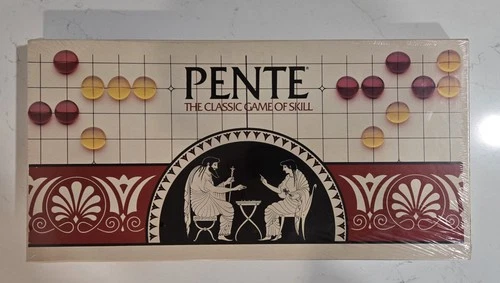 PENTE®
THE CLASSIC GAME OF SKILL